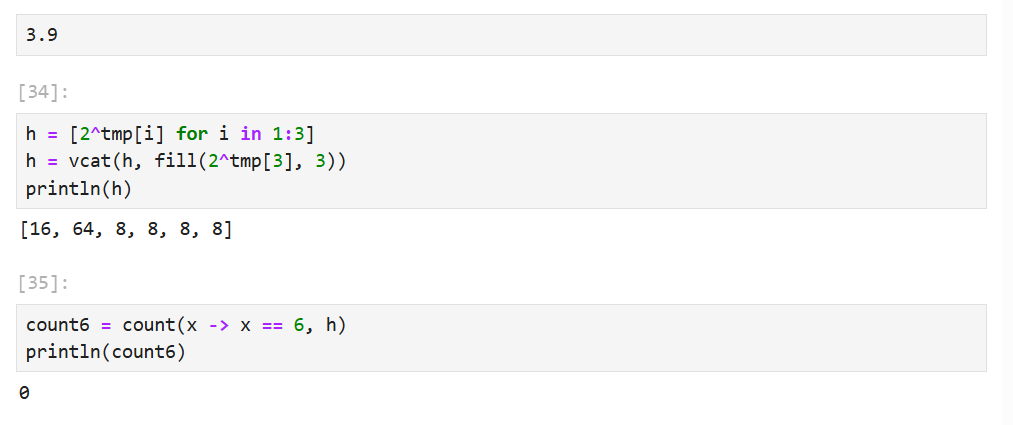 3.9
[34]:
h = [2^tmp[i] for i in 1:3]
h = vcat(h, fill(2^tmp[3], 3))
println(h)
[16, 64, 8, 8, 8, 8]
[35]:
count6 = count(x -> x == 6, h)
println(count6)
0